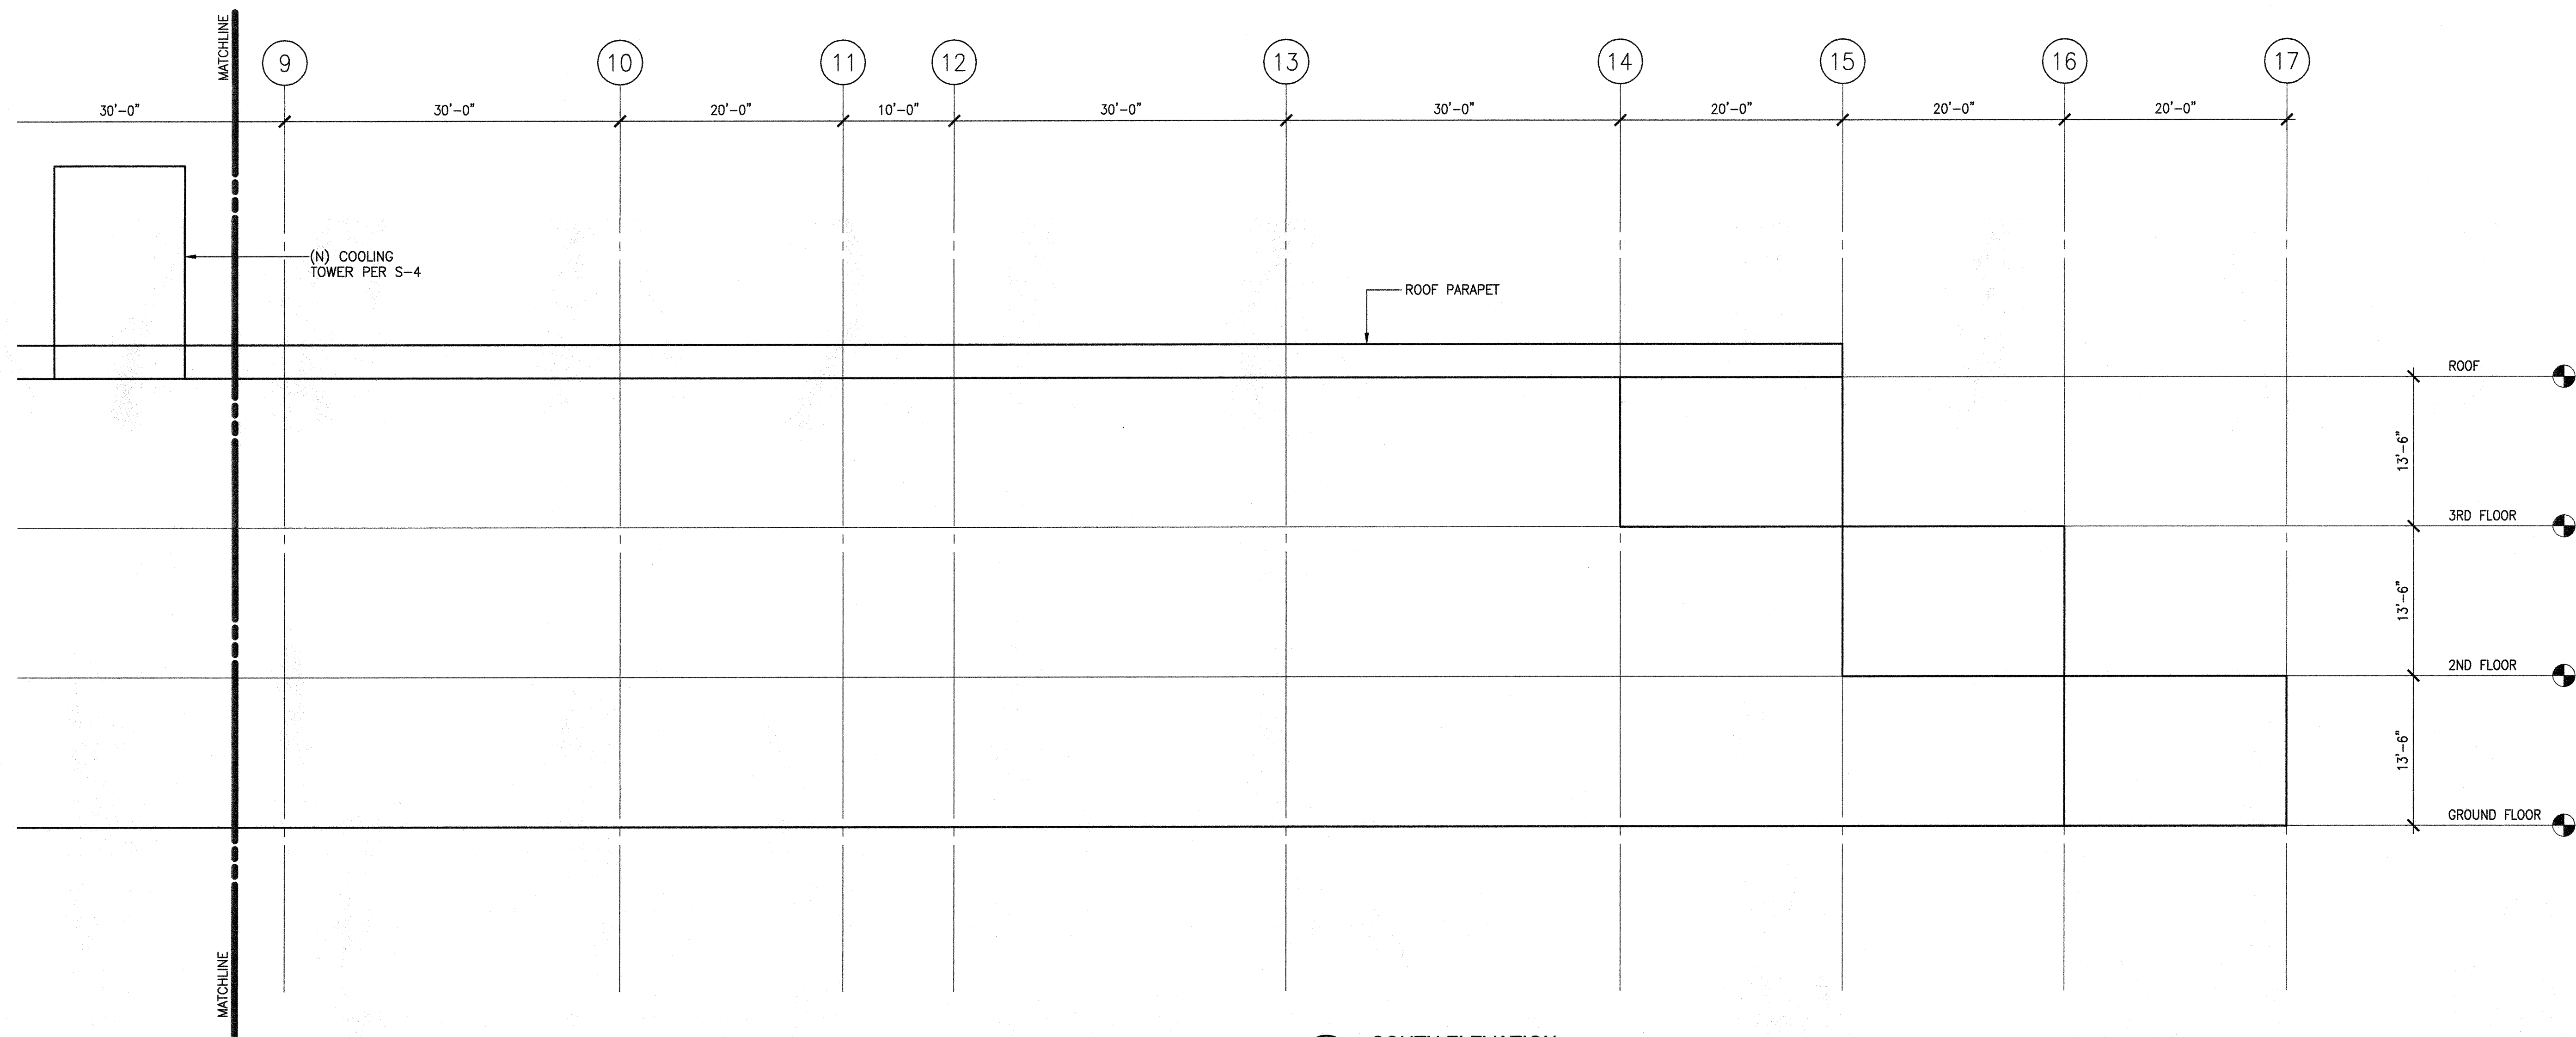 MATCHLINE
9
10
11
12
13
14
15
16
17
30'-0"
30'-0"
20'-0"
10'-0"
30'-0"
30'-0"
20'-0"
20'-0"
20'-0"
(N) COOLING
TOWER PER S-4
ROOF PARAPET
ROOF
13'-6"
3RD FLOOR
13'-6"
2ND FLOOR
13'-6"
GROUND FLOOR
MATCHLINE
SOUTH ELEVATION